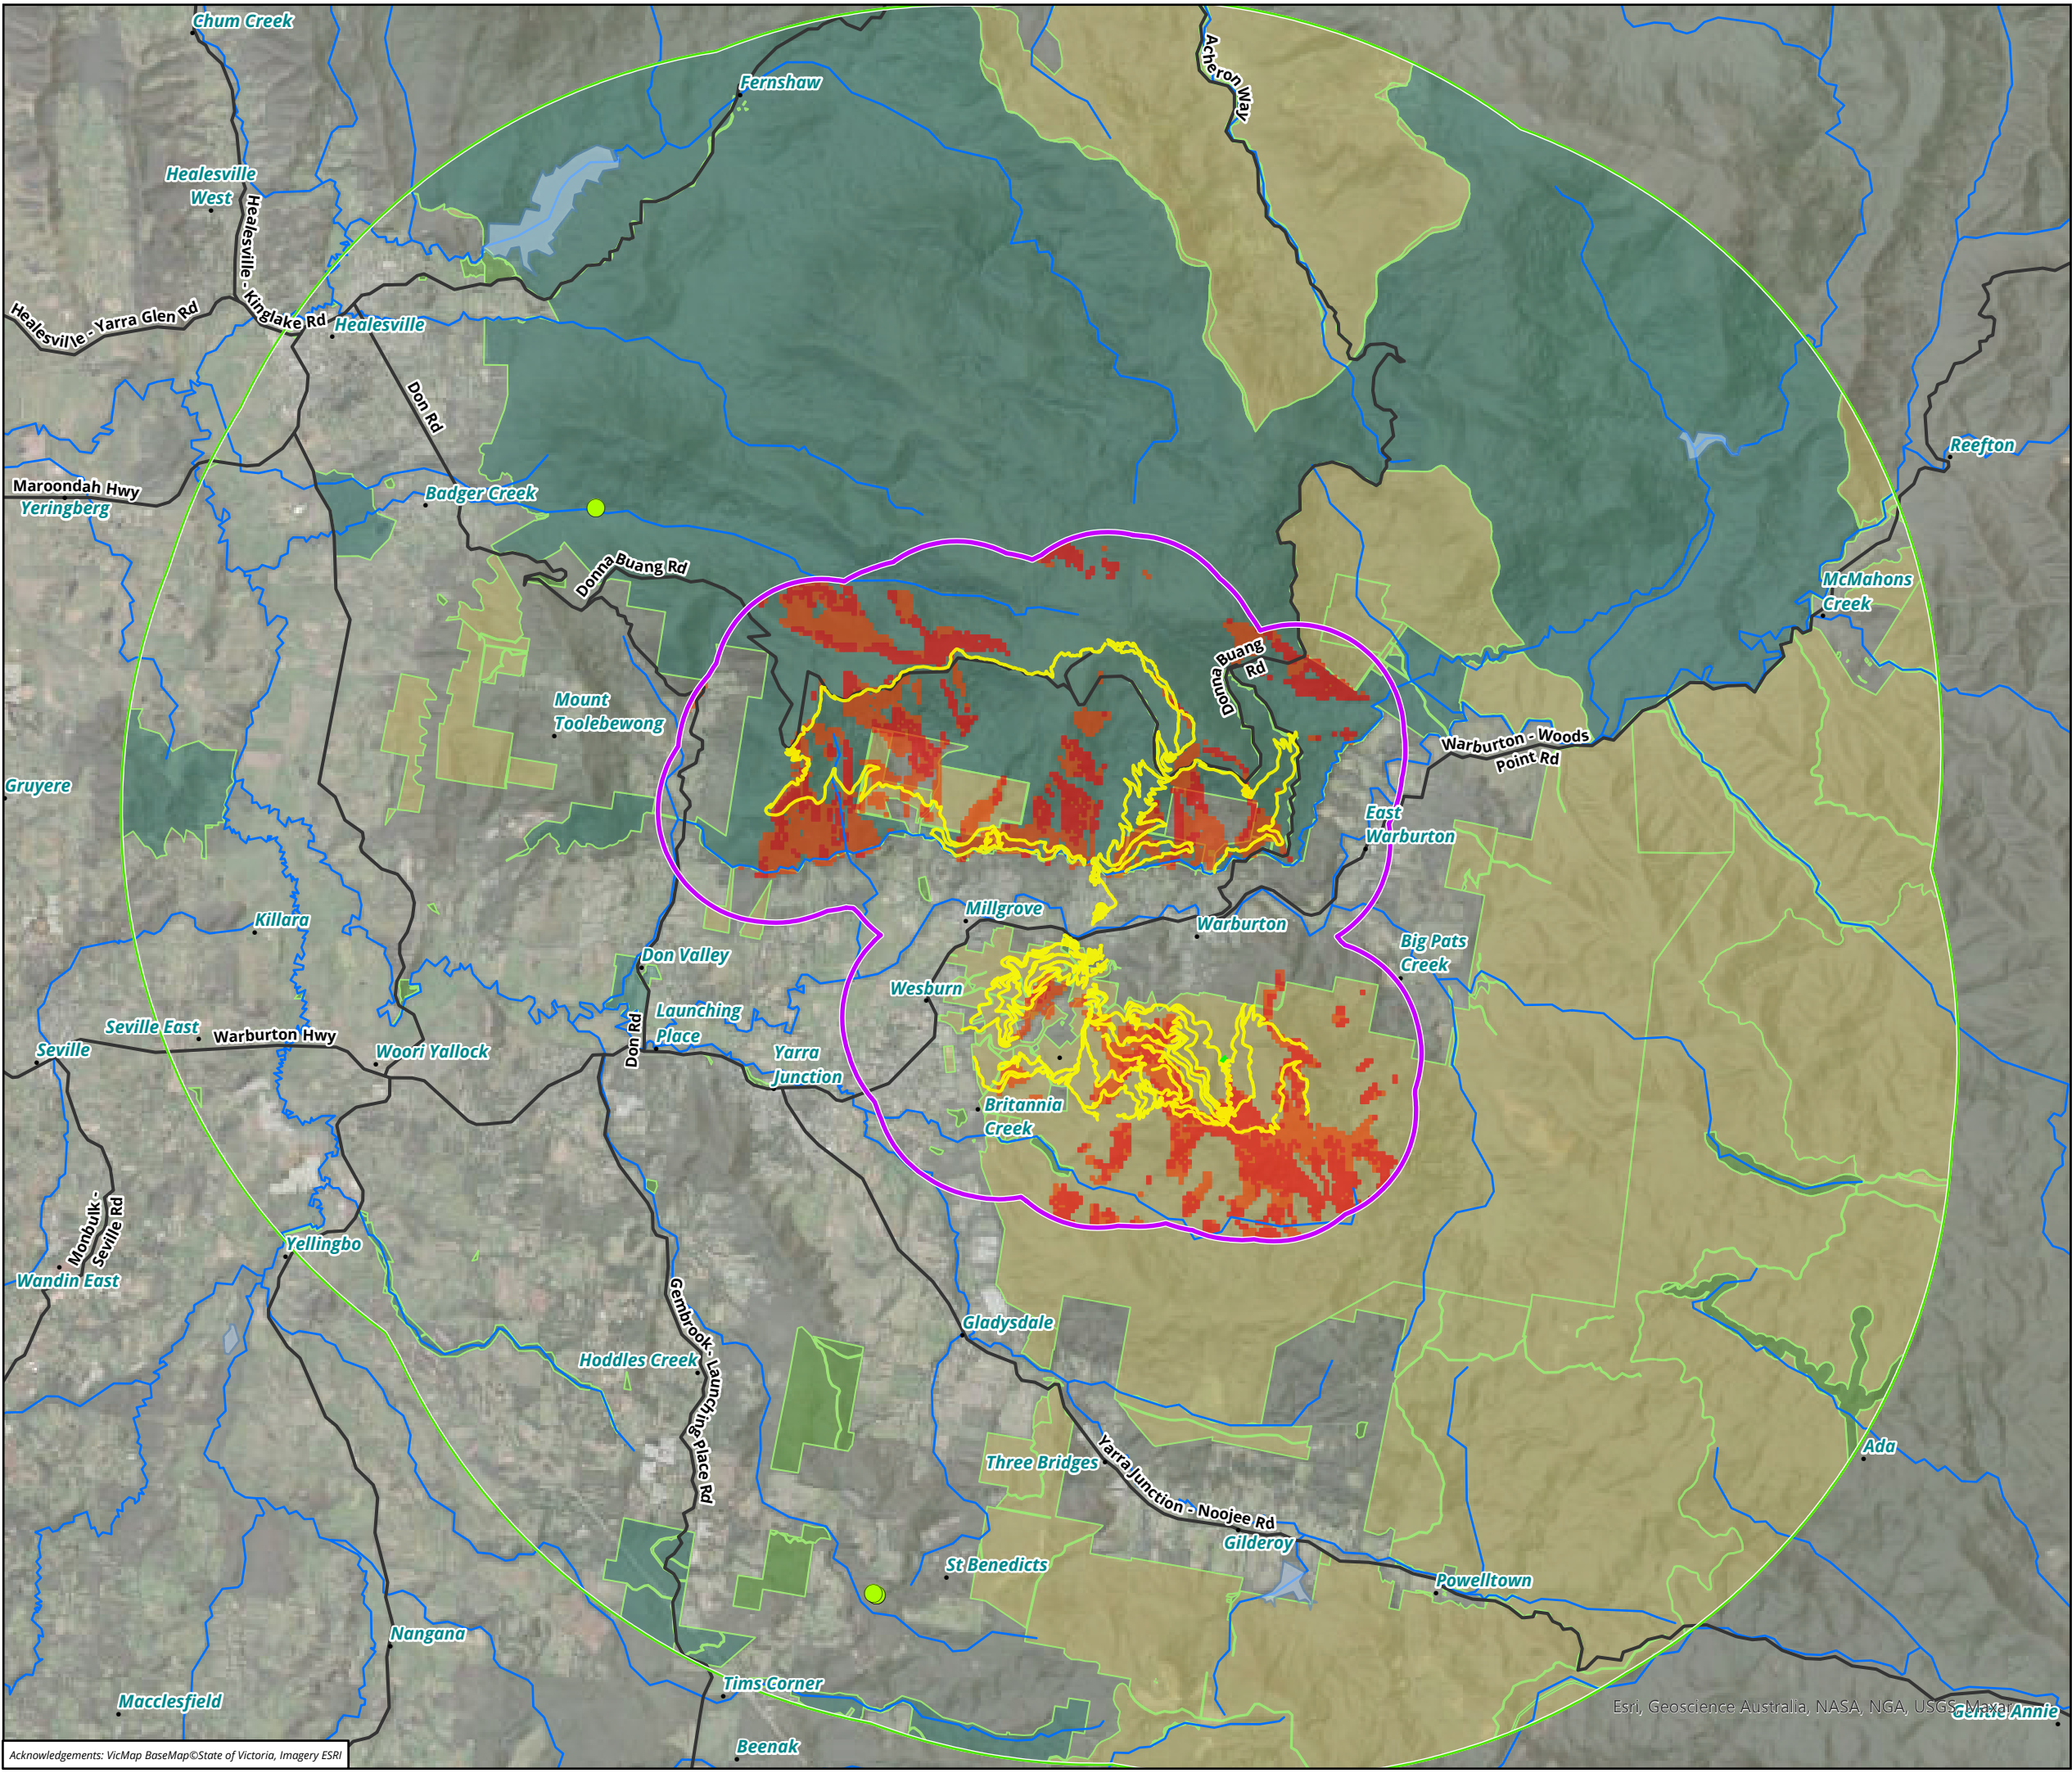 Chum Creek
Fernshaw
Acheron Way
Healesville
West
Healesville - Kinglake Rd
Healesville - Yarra Glen Rd
Healesville
Don Rd
Reefton
Maroondah Hwy
Yeringberg
Badger Creek
Donna Buang Rd
McMahons
Creek
Donna Buang
Rd
Mount
Toolebewong
Warburton - Woods
Point Rd
Gruyere
East
Warburton
Killara
Millgrove
Warburton
Big Pats
Creek
Don Valley
Wesburn
Launching
Place
Seville East
Warburton Hwy
Don Rd
Seville
Woori Yallock
Yarra
Junction
Britannia
Creek
Monbulk -
Seville Rd
Yellingbo
Wandin East
Gembrook - Launching Place Rd
Gladysdale
Hoddles Creek
Ada
Three Bridges
Yarra Junction - Noojee Rd
Gilderoy
St Benedicts
Powelltown
Nangana
Tims Corner
Macclesfield
Esri, Geoscience Australia, NASA, NGA, USGS, Maxar
Gentle Annie
Beenak
Acknowledgements: VicMap BaseMap©State of Victoria, Imagery ESRI